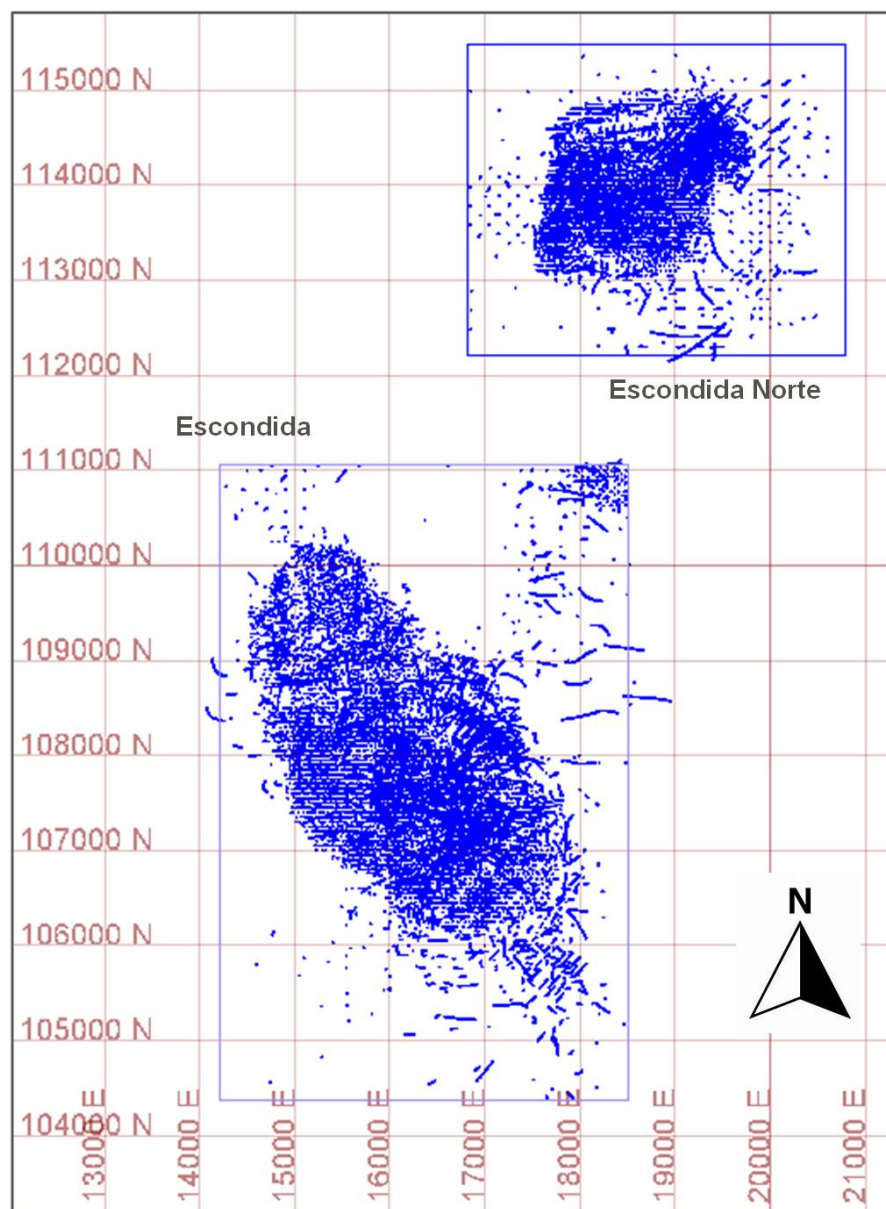 115000 N
114000 N
113000 N
112000 N
Escondida Norte
Escondida
111000 N
110000 N
109000 N
108000 N
107000 N
N
106000 N
105000 N
104000 N
13000 E
14000 E
15000 E
16000 E
17000 E
18000 E
19000 E
20000 E
21000 E